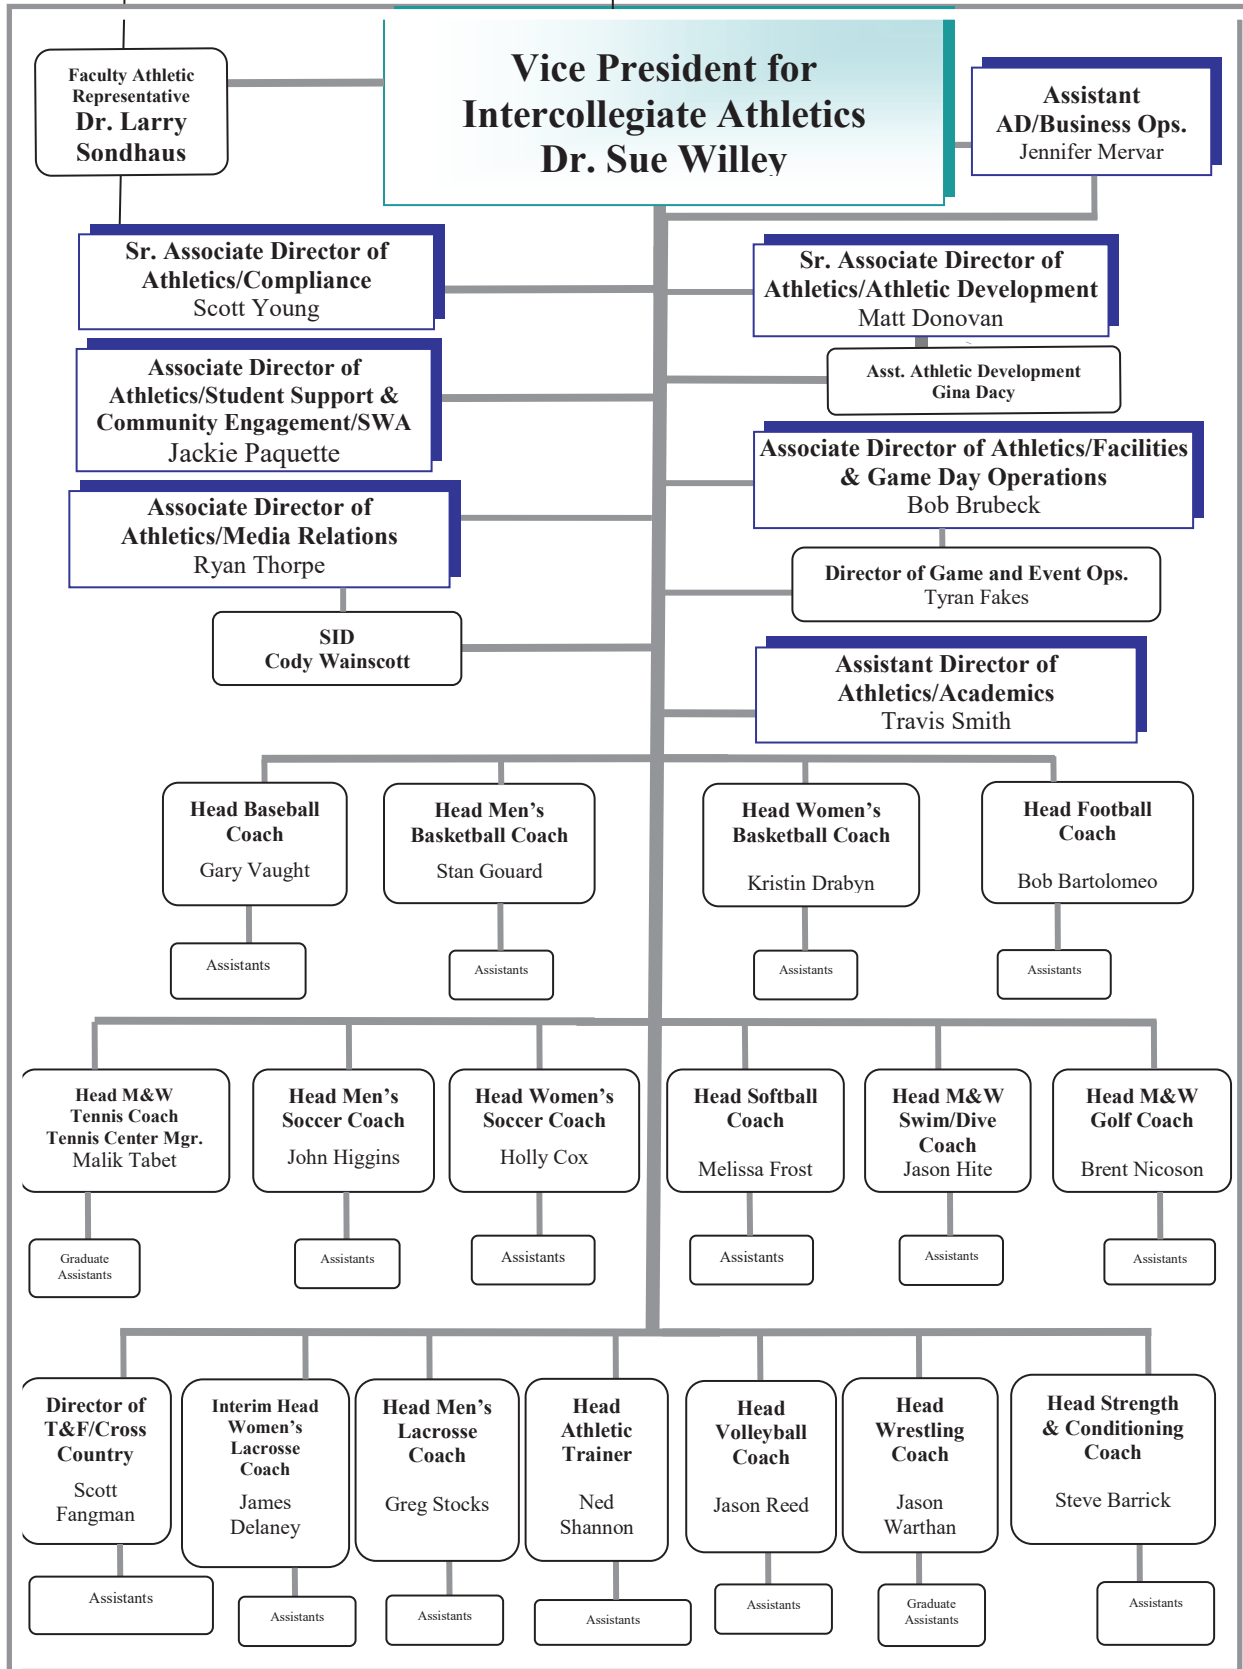 Faculty Athletic
Representative
Dr. Larry
Sondhaus
Vice President for
Intercollegiate Athletics
Dr. Sue Willey
Assistant
AD/Business Ops.
Jennifer Mervar
Sr. Associate Director of
Athletics/Compliance
Scott Young
Sr. Associate Director of
Athletics/Athletic Development
Matt Donovan
Associate Director of
Athletics/Student Support &
Community Engagement/SWA
Jackie Paquette
Asst. Athletic Development
Gina Dacy
Associate Director of Athletics/Facilities
& Game Day Operations
Bob Brubeck
Associate Director of
Athletics/Media Relations
Ryan Thorpe
Director of Game and Event Ops.
Tyran Fakes
SID
Cody Wainscott
Assistant Director of
Athletics/Academics
Travis Smith
Head Baseball
Coach
Gary Vaught
Head Men's
Basketball Coach
Stan Gouard
Head Women's
Basketball Coach
Kristin Drabyn
Head Football
Coach
Bob Bartolomeo
Assistants
Assistants
Assistants
Assistants
Head M&W
Tennis Coach
Tennis Center Mgr.
Malik Tabet
Head Men's
Soccer Coach
John Higgins
Head Women's
Soccer Coach
Holly Cox
Head Softball
Coach
Melissa Frost
Head M&W
Swim/Dive
Coach
Jason Hite
Head M&W
Golf Coach
Brent Nicoson
Graduate
Assistants
Assistants
Assistants
Assistants
Assistants
Assistants
Director of
T&F/Cross
Country
Scott
Fangman
Interim Head
Women's
Lacrosse
Coach
James
Delaney
Head Men's
Lacrosse
Coach
Greg Stocks
Head
Athletic
Trainer
Ned
Shannon
Head
Volleyball
Coach
Jason Reed
Head
Wrestling
Coach
Jason
Warthan
Head Strength
& Conditioning
Coach
Steve Barrick
Assistants
Assistants
Assistants
Assistants
Assistants
Graduate
Assistants
Assistants